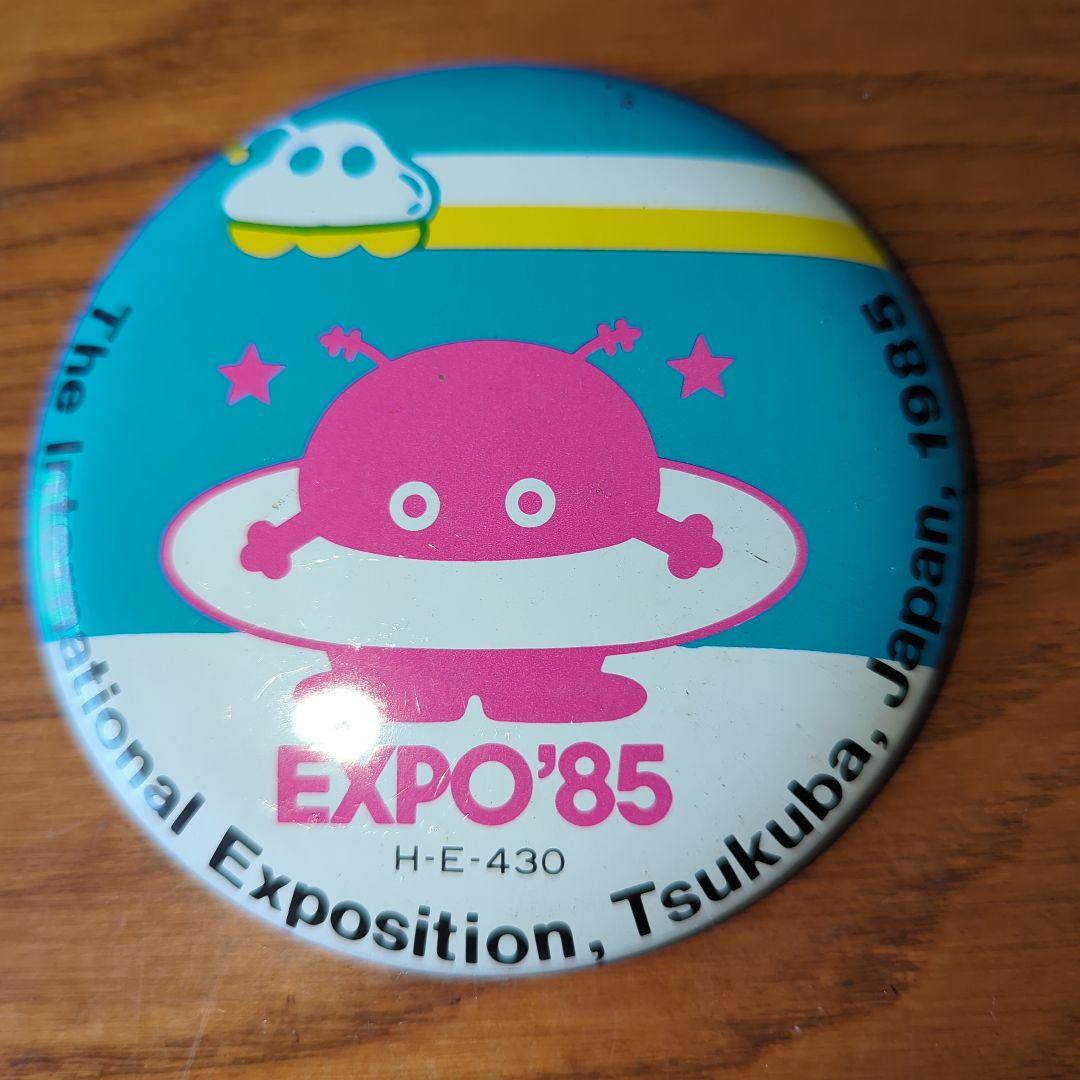 EXPO'85
H-E-430
The International Exposition, Tsukuba, Japan, 1985